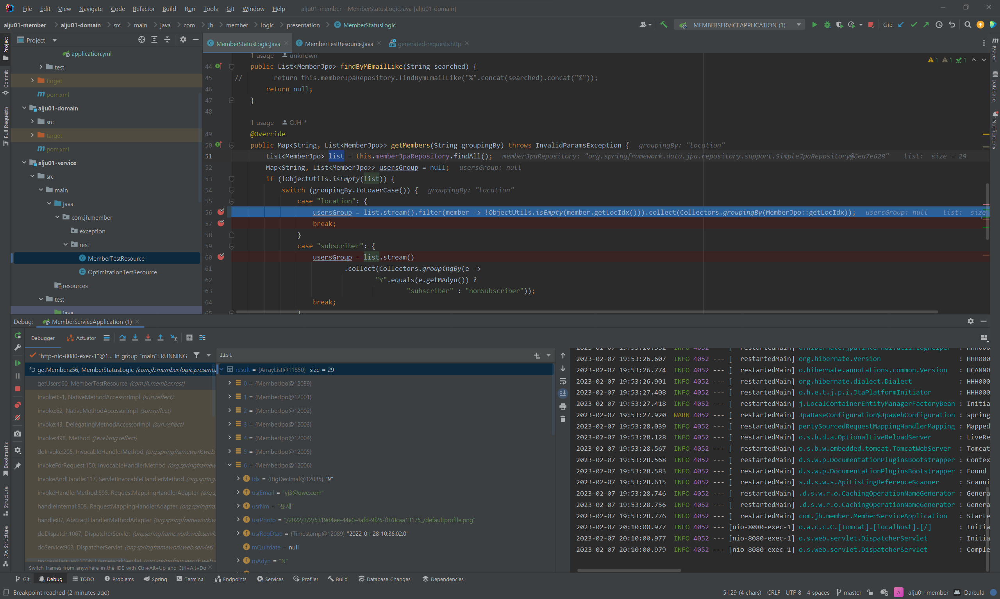 File Edit View Navigate Code Refactor Build Run Tools Git Window Help alju01-member - MemberStatusLogic.java [alju01-domain]
alju01-member alju01-domain src main java com jh member logic presentation MemberStatusLogic MEMBERSERVICEAPPLICATION (1) Git:
Project
MemberStatusLogic.java MemberTestResource.java generated-requests.http
Project
Commit
Pull Requests
Bookmarks
Structure
JPA Structure
Maven
Database
Notifications
application.yml
test
target
pom.xml
alju01-domain
src
target
pom.xml
alju01-service
src
main
java
com.jh.member
exception
rest
MemberTestResource
OptimizationTestResource
resources
test
java
1 usage unknown
1 1 1
44 public List<MemberJpo> findByMEmailLike(String searched) {
45 // return this.memberJpaRepository.findBymEmailLike("%".concat(searched).concat("%"));
46 return null;
47 }
48
1 usage OJH *
49 @Override
50 public Map<String, List<MemberJpo>> getMembers(String groupingBy) throws InvalidParamsException { groupingBy: "location"
51 List<MemberJpo> list = this.memberJpaRepository.findAll(); memberJpaRepository: "org.springframework.data.jpa.repository.support.SimpleJpaRepository@6ea7e628" list: size = 29
52 Map<String, List<MemberJpo>> usersGroup = null; usersGroup: null
53 if (!ObjectUtils.isEmpty(list)) {
54 switch (groupingBy.toLowerCase()) { groupingBy: "location"
55 case "location": {
56 usersGroup = list.stream().filter(member -> !ObjectUtils.isEmpty(member.getLocIdx())).collect(Collectors.groupingBy(MemberJpo::getLocIdx)); usersGroup: null list: size
57 break;
58 }
59 case "subscriber": {
60 usersGroup = list.stream()
61 .collect(Collectors.groupingBy(e ->
62 "Y".equals(e.getMAdyn()) ?
63 "subscriber" : "nonSubscriber"));
64 break;
65 }
Debug: MemberServiceApplication (1)
Debugger Actuator
"http-nio-8080-exec-1"@1... in group "main": RUNNING
getMembers:56, MemberStatusLogic (com.jh.member.logic.presenta
getUsers:60, MemberTestResource (com.jh.member.rest)
invoke0:-1, NativeMethodAccessorImpl (sun.reflect)
invoke:62, NativeMethodAccessorImpl (sun.reflect)
invoke:43, DelegatingMethodAccessorImpl (sun.reflect)
invoke:498, Method (java.lang.reflect)
doInvoke:205, InvocableHandlerMethod (org.springframework.web.
invokeForRequest:150, InvocableHandlerMethod (org.springframew
invokeAndHandle:117, ServletInvocableHandlerMethod (org.spring
invokeHandlerMethod:895, RequestMappingHandlerAdapter (org.s
handleInternal:808, RequestMappingHandlerAdapter (org.springfra
handle:87, AbstractHandlerMethodAdapter (org.springframework.w
doDispatch:1067, DispatcherServlet (org.springframework.web.servle
doService:963, DispatcherServlet (org.springframework.web.servlet)
processRequest:1006, FrameworkServlet (org.springframework.web.s
Switch frames from anywhere in the IDE with Ctrl+Alt+Up and Ctrl+Alt+Do
list
result = {ArrayList@11850} size = 29
0 = {MemberJpo@12039}
1 = {MemberJpo@12001}
2 = {MemberJpo@12002}
3 = {MemberJpo@12003}
4 = {MemberJpo@12004}
5 = {MemberJpo@12005}
6 = {MemberJpo@12006}
idx = {BigDecimal@12085} "9"
usrEmail = "yj3@qwe.com"
usrNm = "윤재"
usrPhoto = "/2022/3/2/5319d4ee-44e0-4afd-9f25-f078caa13175_/defaultprofile.png"
usrRegDtae = {Timestamp@12089} "2022-01-28 10:36:02.0"
mQuitdate = null
mAdyn = "N"
INFO 4052 --- [ restartedMain] o.hibernate.jpa.internal.util.LogHelper : HHH000
2023-02-07 19:53:26.607 INFO 4052 --- [ restartedMain] org.hibernate.Version : HHH000
2023-02-07 19:53:26.774 INFO 4052 --- [ restartedMain] o.hibernate.annotations.common.Version : HCANN0
2023-02-07 19:53:26.901 INFO 4052 --- [ restartedMain] org.hibernate.dialect.Dialect : HHH000
2023-02-07 19:53:27.408 INFO 4052 --- [ restartedMain] o.h.e.t.j.p.i.JtaPlatformInitiator : HHH000
2023-02-07 19:53:27.418 INFO 4052 --- [ restartedMain] j.LocalContainerEntityManagerFactoryBean : Initia
2023-02-07 19:53:27.920 WARN 4052 --- [ restartedMain] JpaBaseConfiguration$JpaWebConfiguration : spring
2023-02-07 19:53:28.039 INFO 4052 --- [ restartedMain] pertySourcedRequestMappingHandlerMapping : Mapped
2023-02-07 19:53:28.128 INFO 4052 --- [ restartedMain] o.s.b.d.a.OptionalLiveReloadServer : LiveRe
2023-02-07 19:53:28.567 INFO 4052 --- [ restartedMain] o.s.b.w.embedded.tomcat.TomcatWebServer : Tomcat
2023-02-07 19:53:28.568 INFO 4052 --- [ restartedMain] d.s.w.p.DocumentationPluginsBootstrapper : Contex
2023-02-07 19:53:28.583 INFO 4052 --- [ restartedMain] d.s.w.p.DocumentationPluginsBootstrapper : Found
2023-02-07 19:53:28.615 INFO 4052 --- [ restartedMain] s.d.s.w.s.ApiListingReferenceScanner : Scanni
2023-02-07 19:53:28.746 INFO 4052 --- [ restartedMain] .d.s.w.r.o.CachingOperationNameGenerator : Genera
2023-02-07 19:53:28.756 INFO 4052 --- [ restartedMain] .d.s.w.r.o.CachingOperationNameGenerator : Genera
2023-02-07 19:53:28.776 INFO 4052 --- [ restartedMain] com.jh.member.MemberServiceApplication : Starte
2023-02-07 20:10:00.977 INFO 4052 --- [nio-8080-exec-1] o.a.c.c.C.[Tomcat].[localhost].[/] : Initia
2023-02-07 20:10:00.977 INFO 4052 --- [nio-8080-exec-1] o.s.web.servlet.DispatcherServlet : Initia
2023-02-07 20:10:00.979 INFO 4052 --- [nio-8080-exec-1] o.s.web.servlet.DispatcherServlet : Comple
Git Debug TODO Problems Spring Terminal Endpoints Services Profiler Build Database Changes Dependencies
Breakpoint reached (2 minutes ago) 51:29 (4 chars) CRLF UTF-8 4 spaces master A alju01-member Darcula